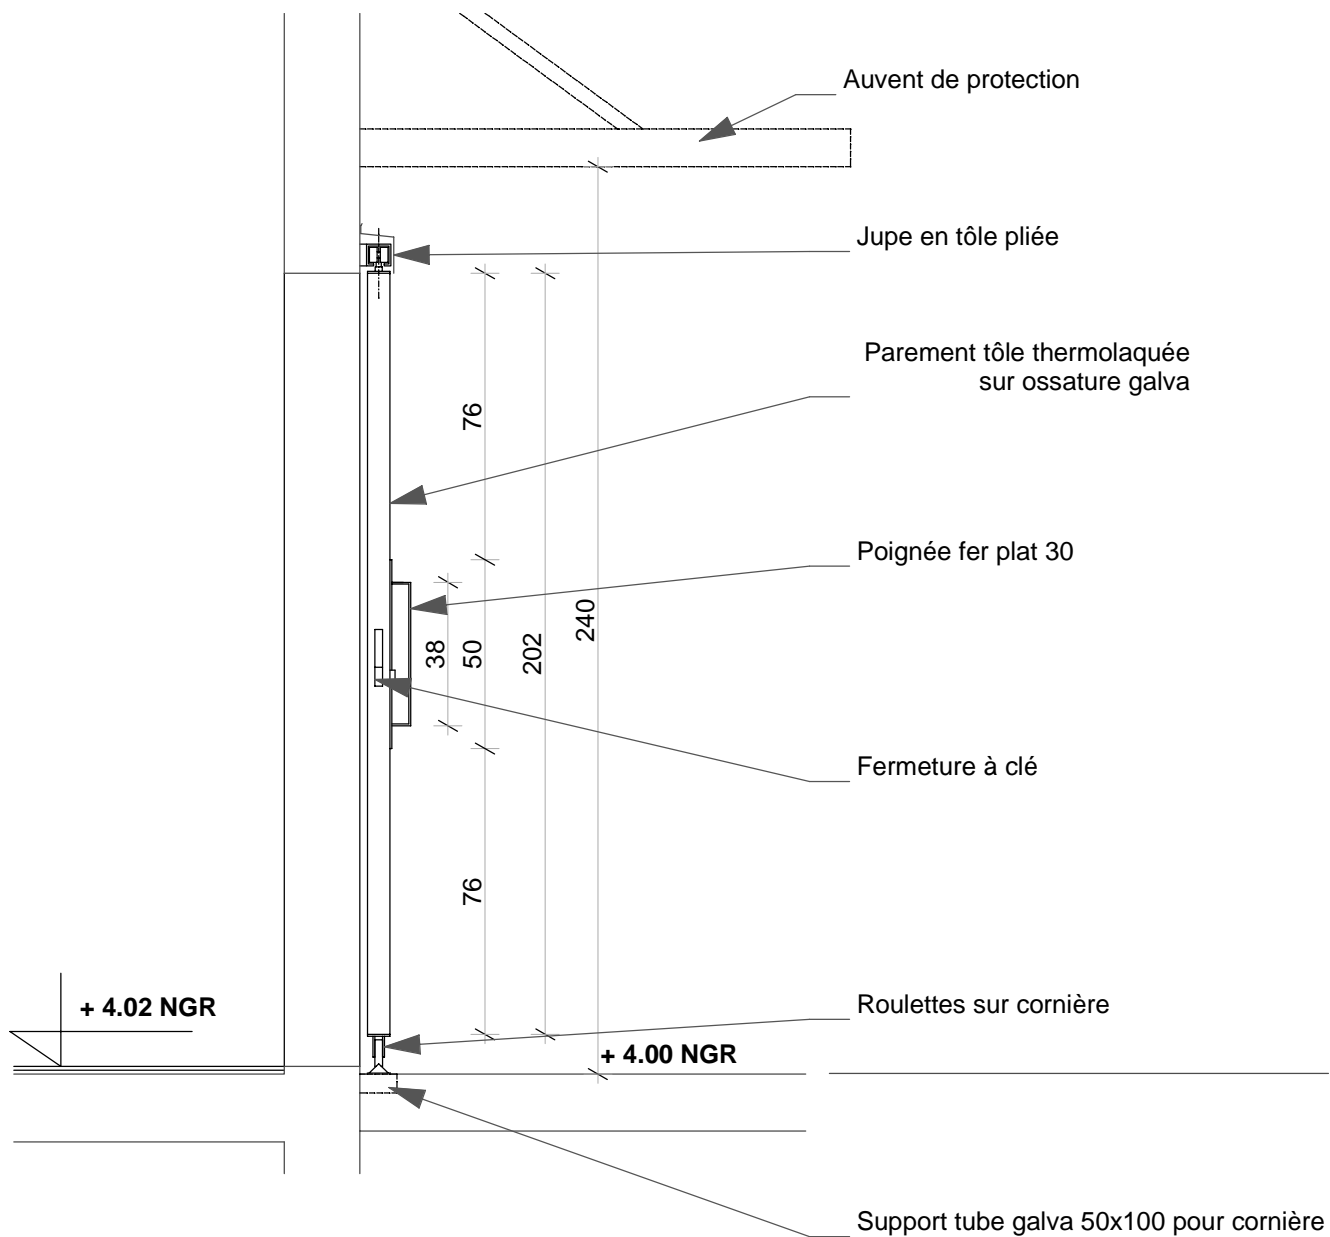 Auvent de protection
Jupe en tôle pliée
Parement tôle thermolaquée
sur ossature galva
76
Poignée fer plat 30
38
50
202
240
Fermeture à clé
76
+ 4.02 NGR
Roulettes sur cornière
+ 4.00 NGR
Support tube galva 50x100 pour cornière